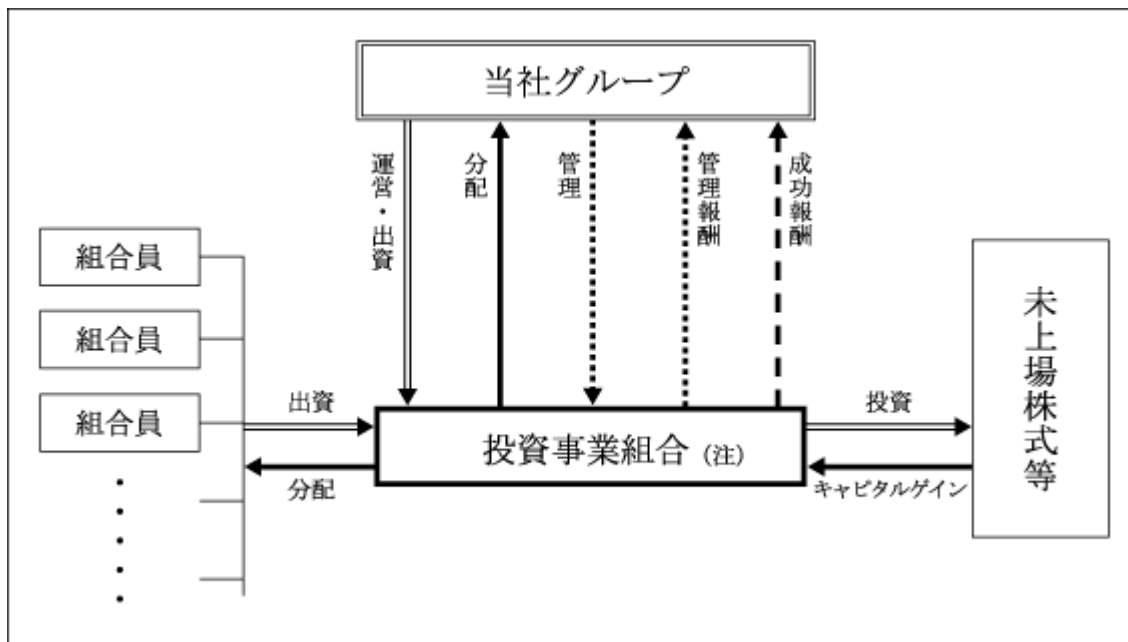 当社グループ
運営・出資
分配
管理
管理報酬
成功報酬
組合員
組合員
組合員
出資
分配
投資事業組合（注）
投資
キャピタルゲイン
未上場株式等